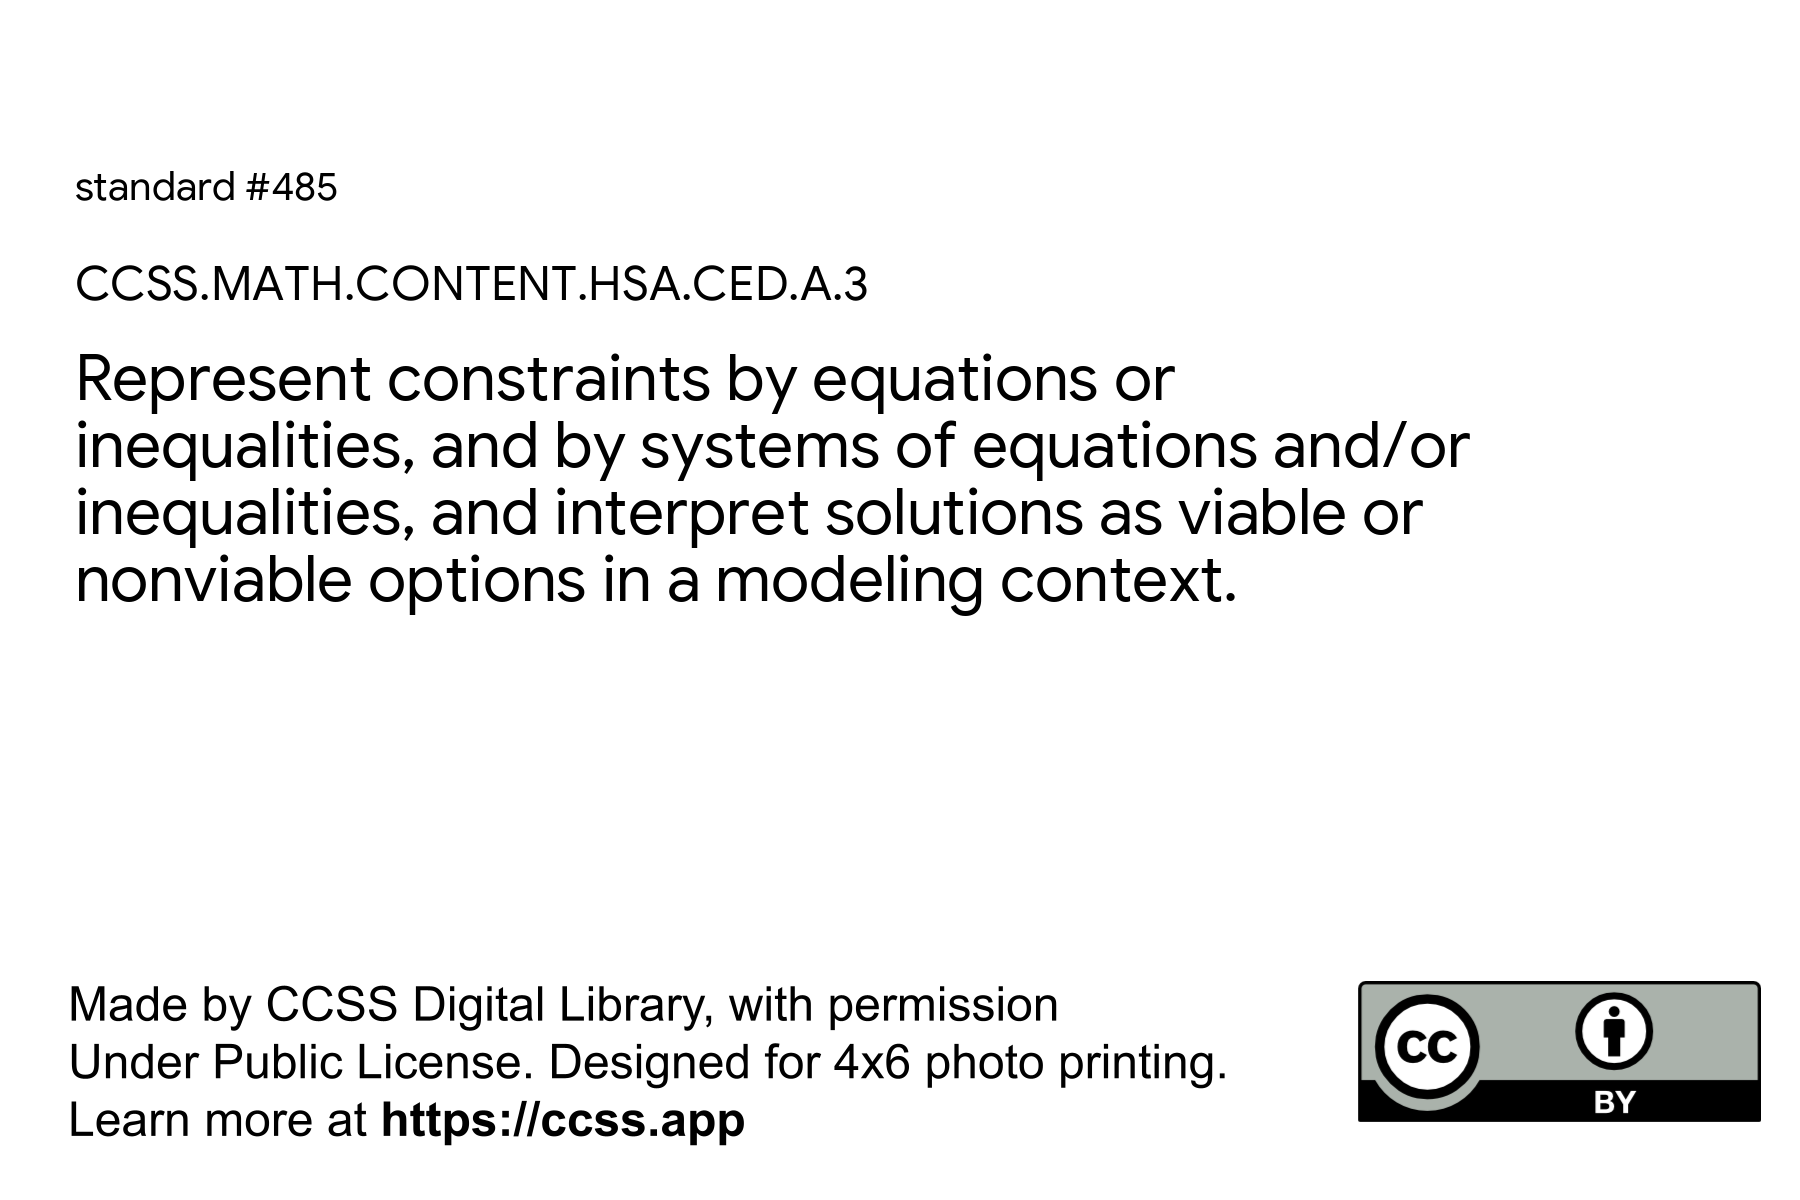 standard #485
CCSS.MATH.CONTENT.HSA.CED.A.3
Represent constraints by equations or
inequalities, and by systems of equations and/or
inequalities, and interpret solutions as viable or
nonviable options in a modeling context.
Made by CCSS Digital Library, with permission
Under Public License. Designed for 4x6 photo printing.
Learn more at https://ccss.app
CC
BY